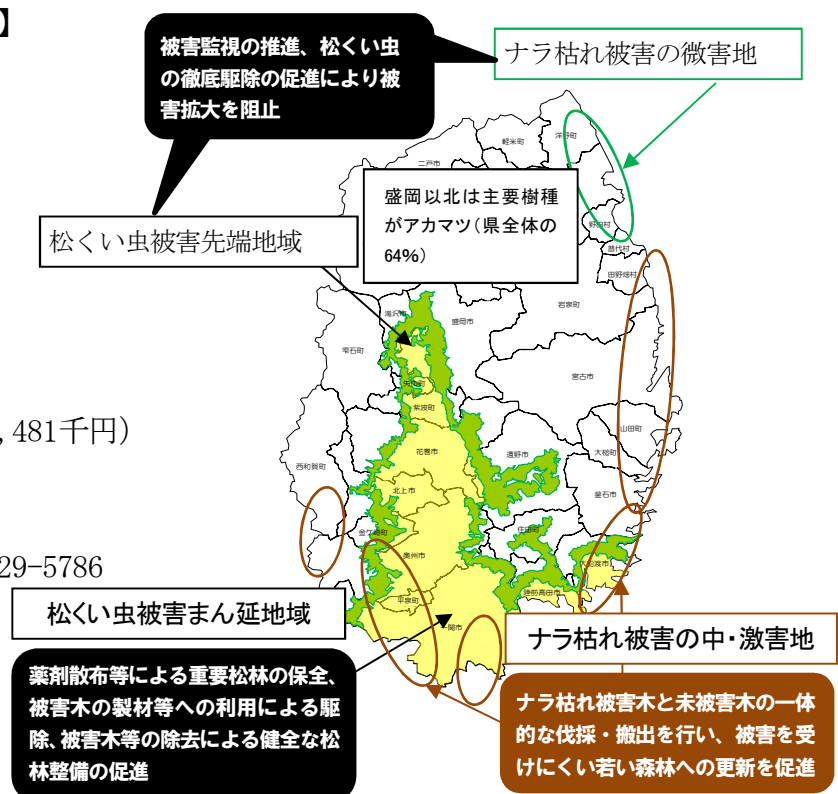 】
被害監視の推進、松くい虫
の徹底駆除の促進により被
害拡大を阻止
ナラ枯れ被害の微害地
軽米町
洋野町
二戸市
盛岡以北は主要樹種
がアカマツ(県全体の
64%)
野田村
普代村
松くい虫被害先端地域
田野畑村
岩泉町
滝沢市
盛岡市
雫石町
宮古市
矢巾町
紫波町
山田町
,481千円)
花巻市
遠野市
大槌町
西和賀町
北上市
釜石市
金ケ崎町
住田町
奥州市
29-5786
大船渡市
平泉町
陸前高田市
松くい虫被害まん延地域
一関市
ナラ枯れ被害の中・激害地
薬剤散布等による重要松林の保全、
被害木の製材等への利用による駆
除、被害木等の除去による健全な松
林整備の促進
ナラ枯れ被害木と未被害木の一体
的な伐採・搬出を行い、被害を受
けにくい若い森林への更新を促進